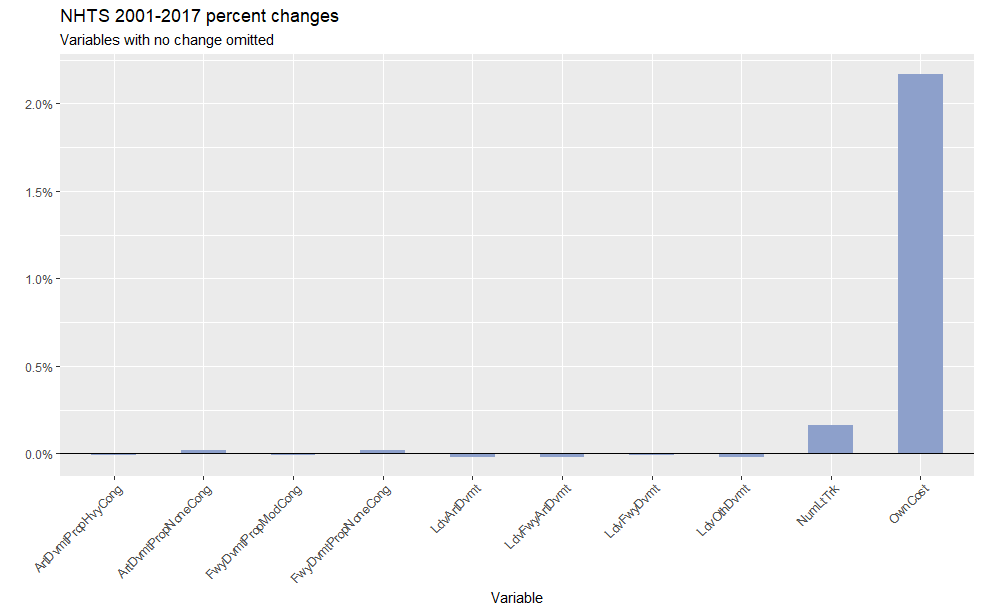 NHTS 2001-2017 percent changes
Variables with no change omitted
2.0%
1.5%
1.0%
0.5%
0.0%
ArtDvmtPropHvyCong
ArtDvmtPropNoneCong
FwyDvmtPropModCong
FwyDvmtPropNoneCong
LdvArtDvmt
LdvFwyArtDvmt
LdvFwyDvmt
LdvOthDvmt
NumLtTrk
OwnCost
Variable